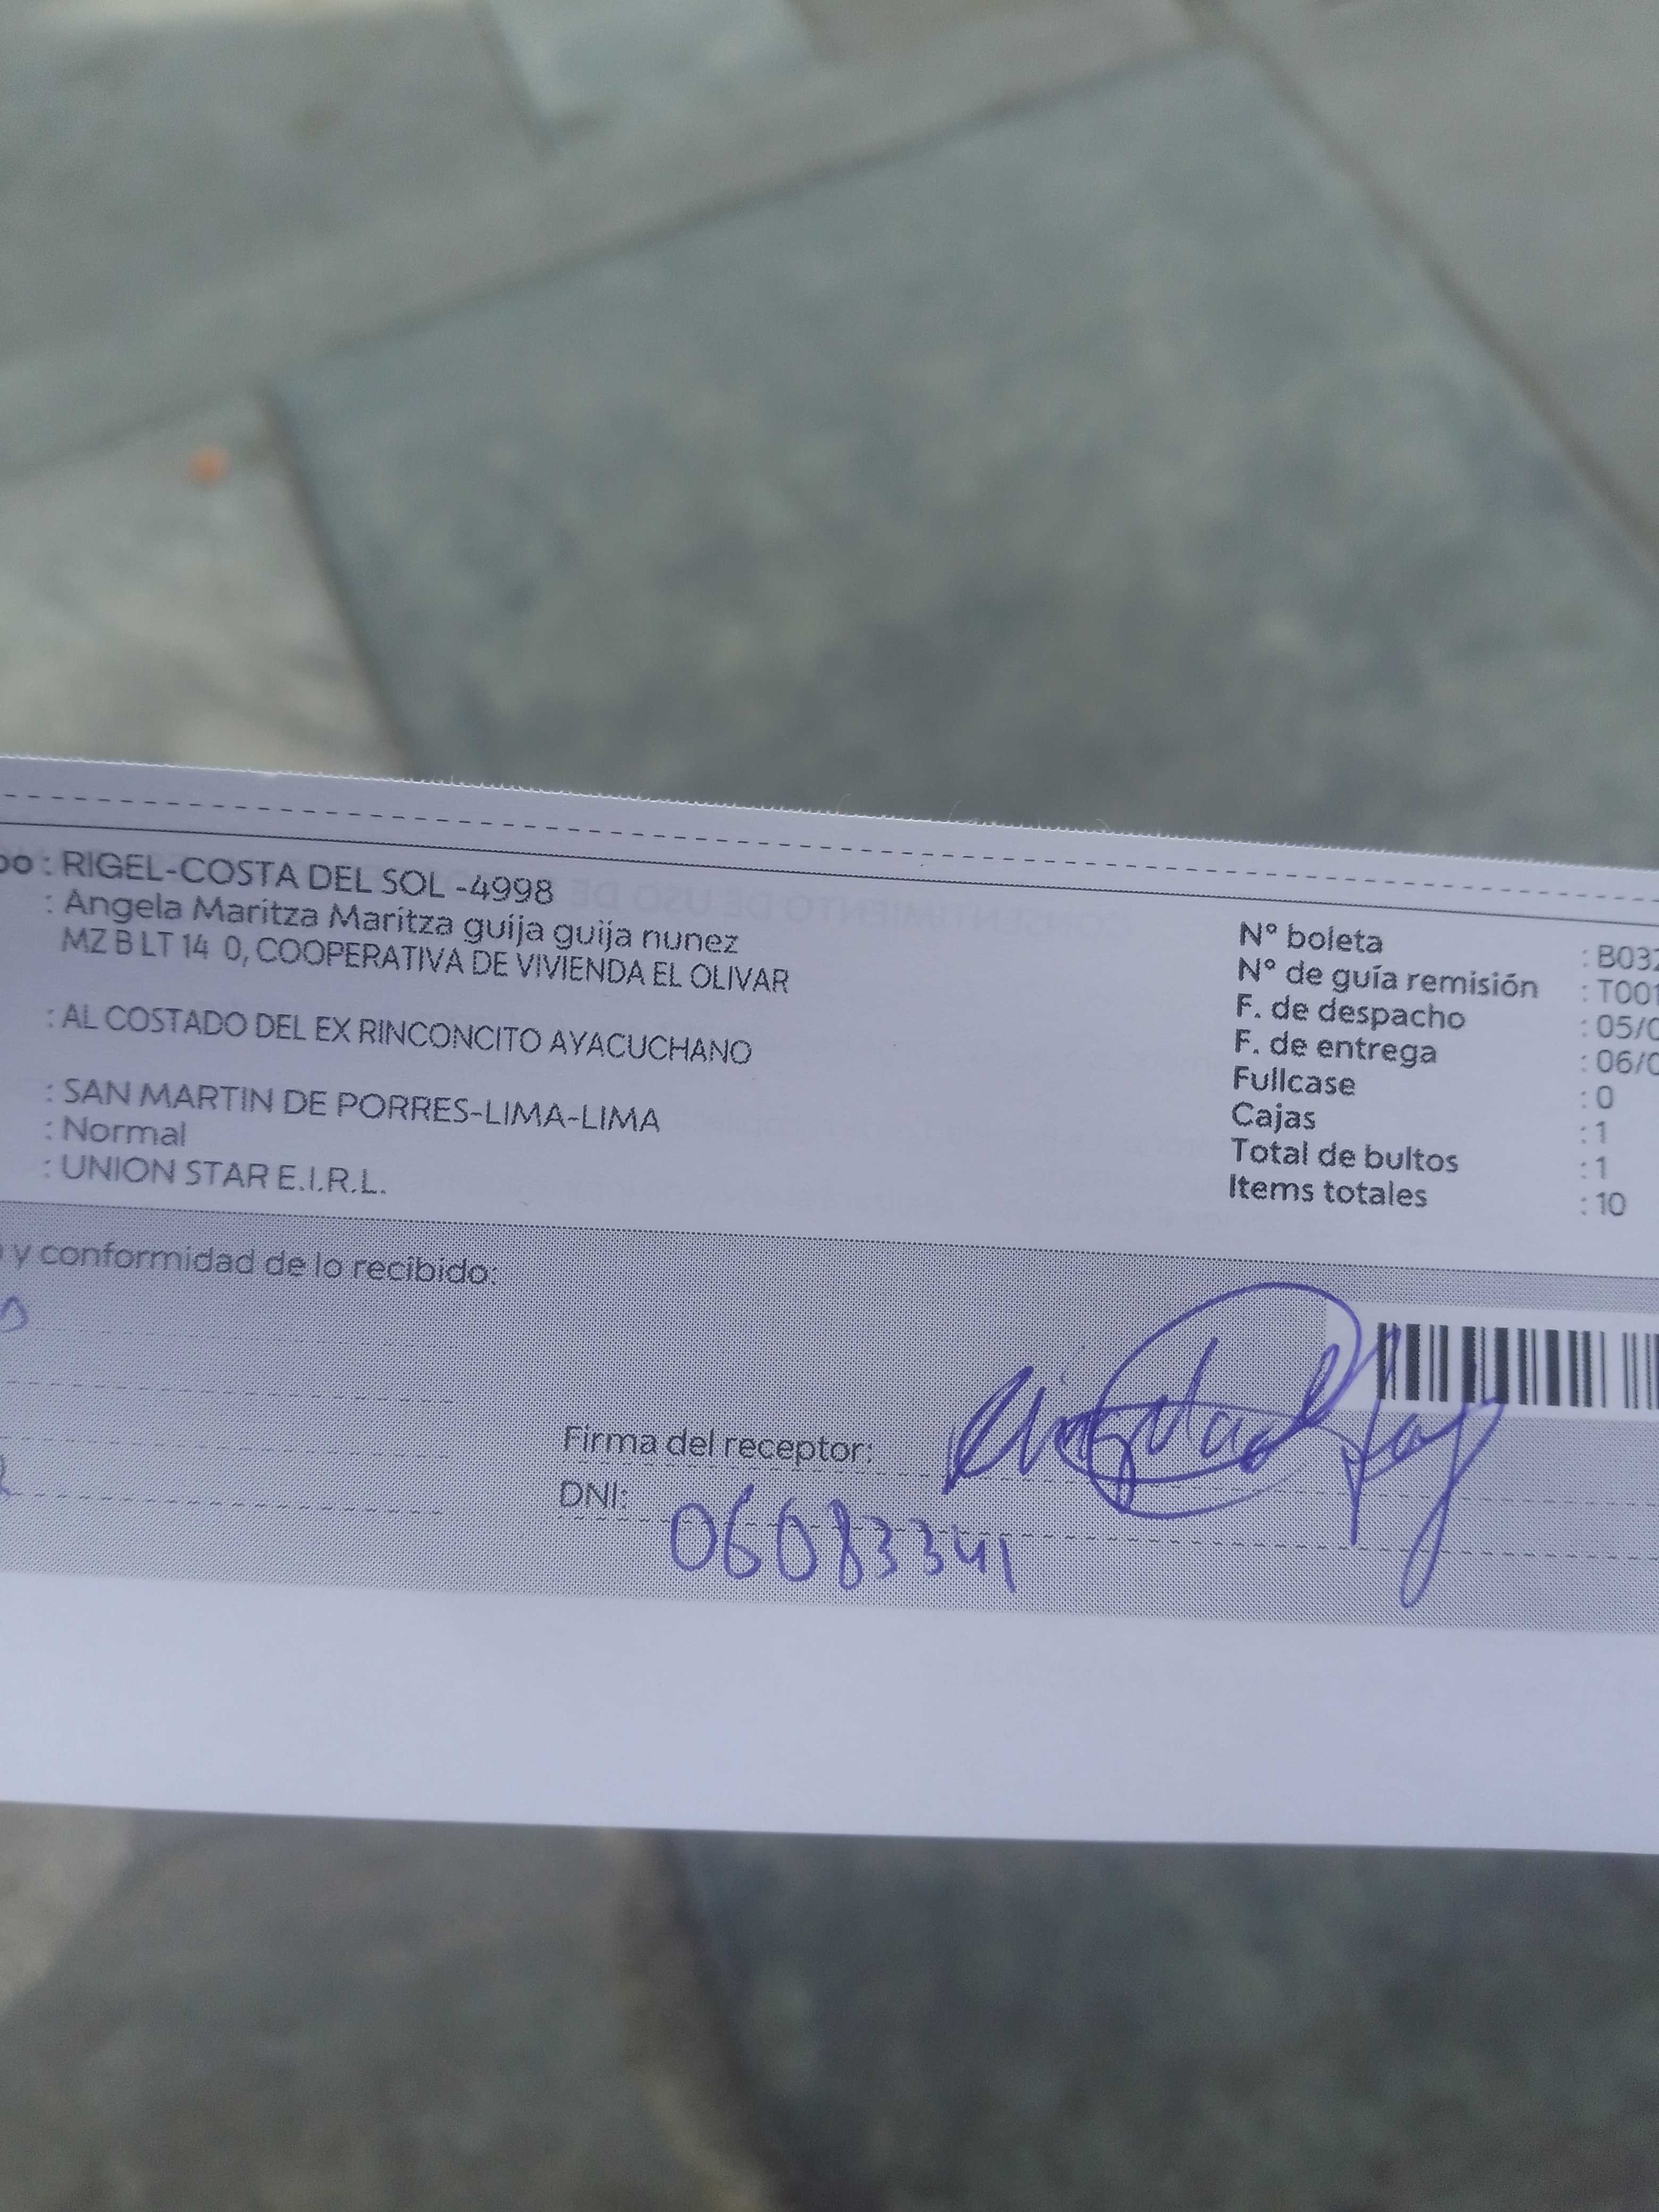 po : RIGEL-COSTA DEL SOL -4998
: Angela Maritza Maritza guija guija nunez
MZ B LT 14 0, COOPERATIVA DE VIVIENDA EL OLIVAR
: AL COSTADO DEL EX RINCONCITO AYACUCHANO
: SAN MARTIN DE PORRES-LIMA-LIMA
: Normal
: UNION STAR E.I.R.L.
N° boleta : B032
N° de guía remisión : T001
F. de despacho : 05/0
F. de entrega : 06/0
Fullcase : 0
Cajas : 1
Total de bultos : 1
Items totales : 10
y conformidad de lo recibido:
Firma del receptor:
DNI: 06083341